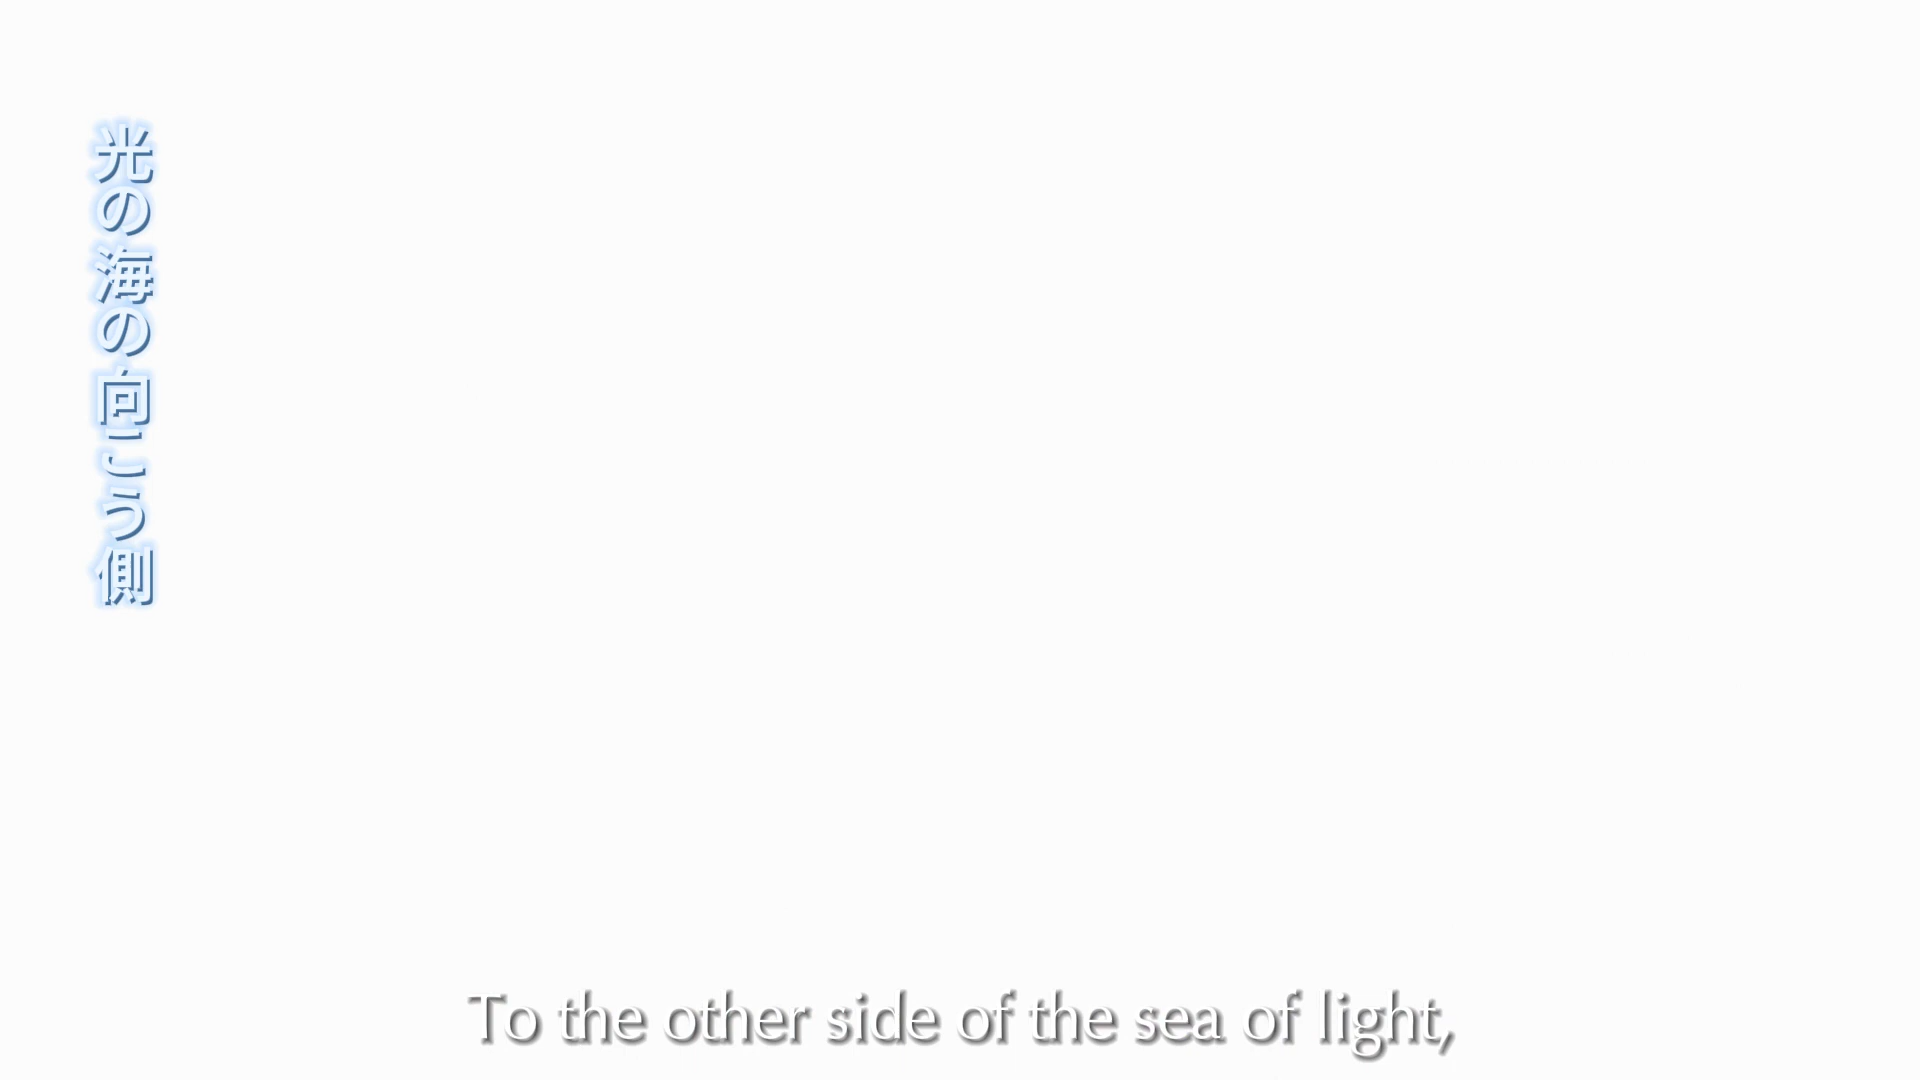 光の海の向こう側
To the other side of the sea of light,